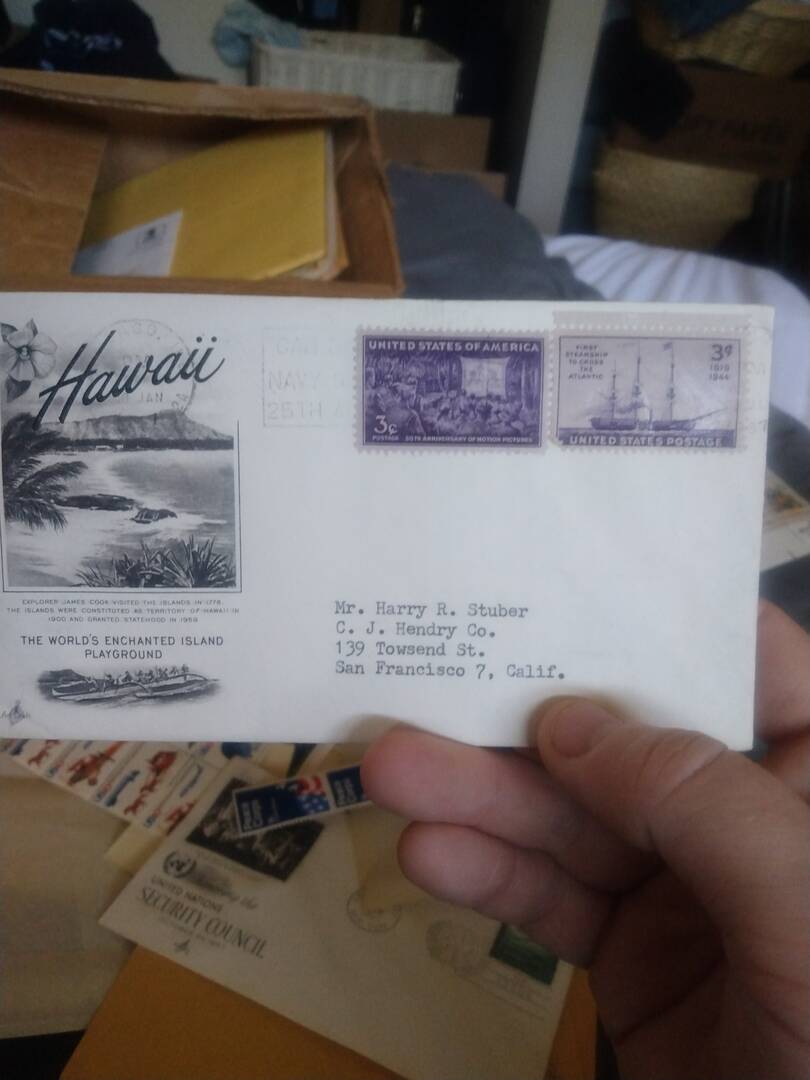 Hawaii
JAN
NAV
25TH
UNITED STATES OF AMERICA
3¢
POSTAGE 50TH ANNIVERSARY OF MOTION PICTURES
FIRST
STEAMSHIP
TO CROSS
THE
ATLANTIC
3¢
1819
1944
UNITED STATES POSTAGE
EXPLORER JAMES COOK VISITED THE ISLANDS IN 1778.
THE ISLANDS WERE CONSTITUTED AS TERRITORY OF HAWAII IN
1900 AND GRANTED STATEHOOD IN 1959
THE WORLD'S ENCHANTED ISLAND
PLAYGROUND
Mr. Harry R. Stuber
C. J. Hendry Co.
139 Towsend St.
San Francisco 7, Calif.
the
UNITED NATIONS
SECURITY COUNCIL